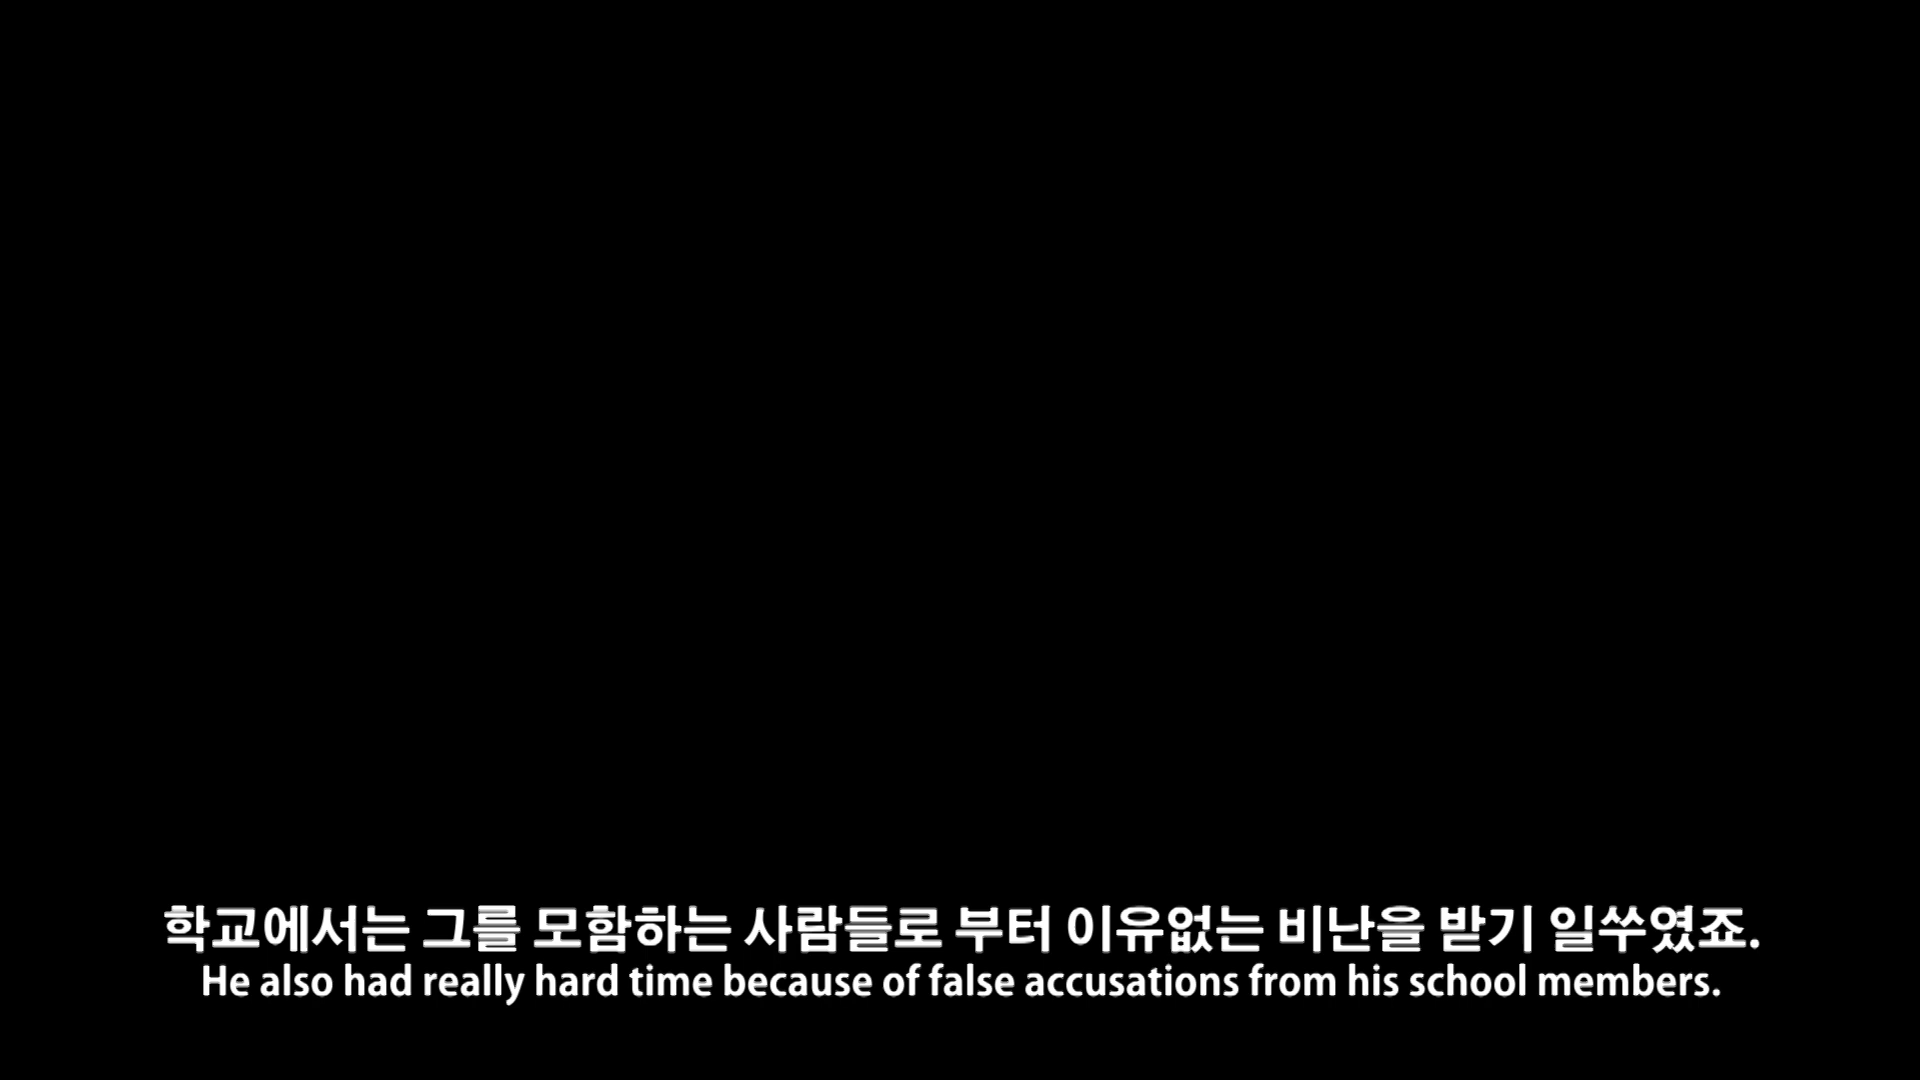 학교에서는 그를 모함하는 사람들로 부터 이유없는 비난을 받기 일쑤였죠.
He also had really hard time because of false accusations from his school members.